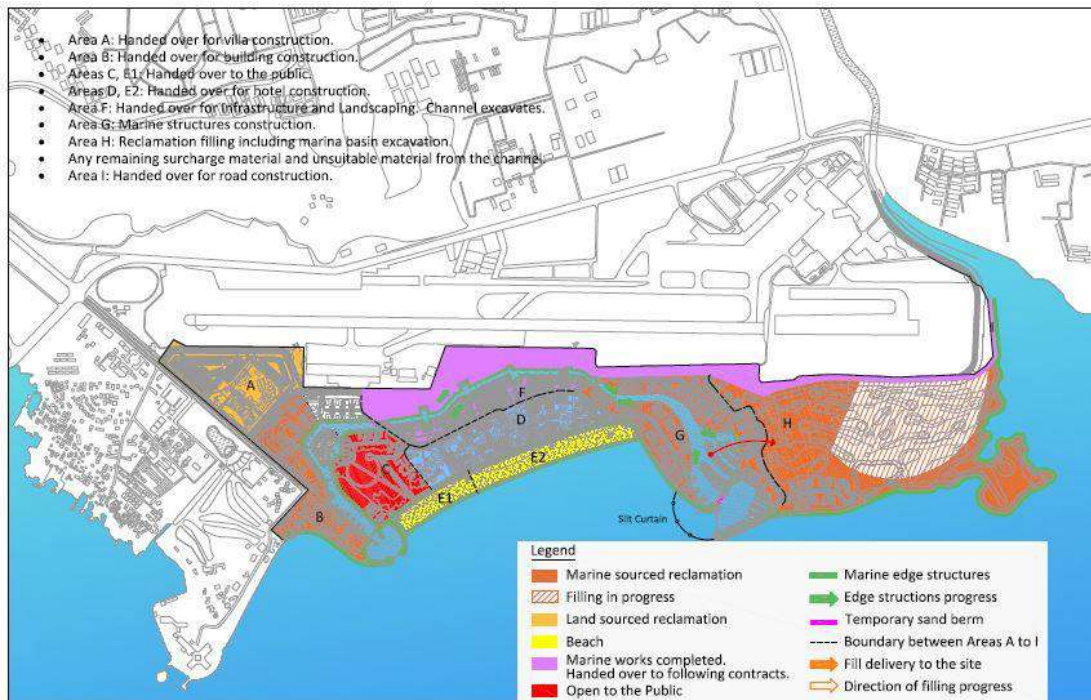 • Area A: Handed over for villa construction.
• Area B: Handed over for building construction.
• Areas C, E1: Handed over to the public.
• Areas D, E2: Handed over for hotel construction.
• Area F: Handed over for Infrastructure and Landscaping. Channel excavates.
• Area G: Marine structures construction.
• Area H: Reclamation filling including marina basin excavation.
• Any remaining surcharge material and unsuitable material from the channel.
• Area I: Handed over for road construction.
A
F
D
H
G
C
E2
E1
B
Silt Curtain
Legend
Marine sourced reclamation
Filling in progress
Land sourced reclamation
Beach
Marine works completed.
Handed over to following contracts.
Open to the Public
Marine edge structures
Edge structions progress
Temporary sand berm
Boundary between Areas A to I
Fill delivery to the site
Direction of filling progress